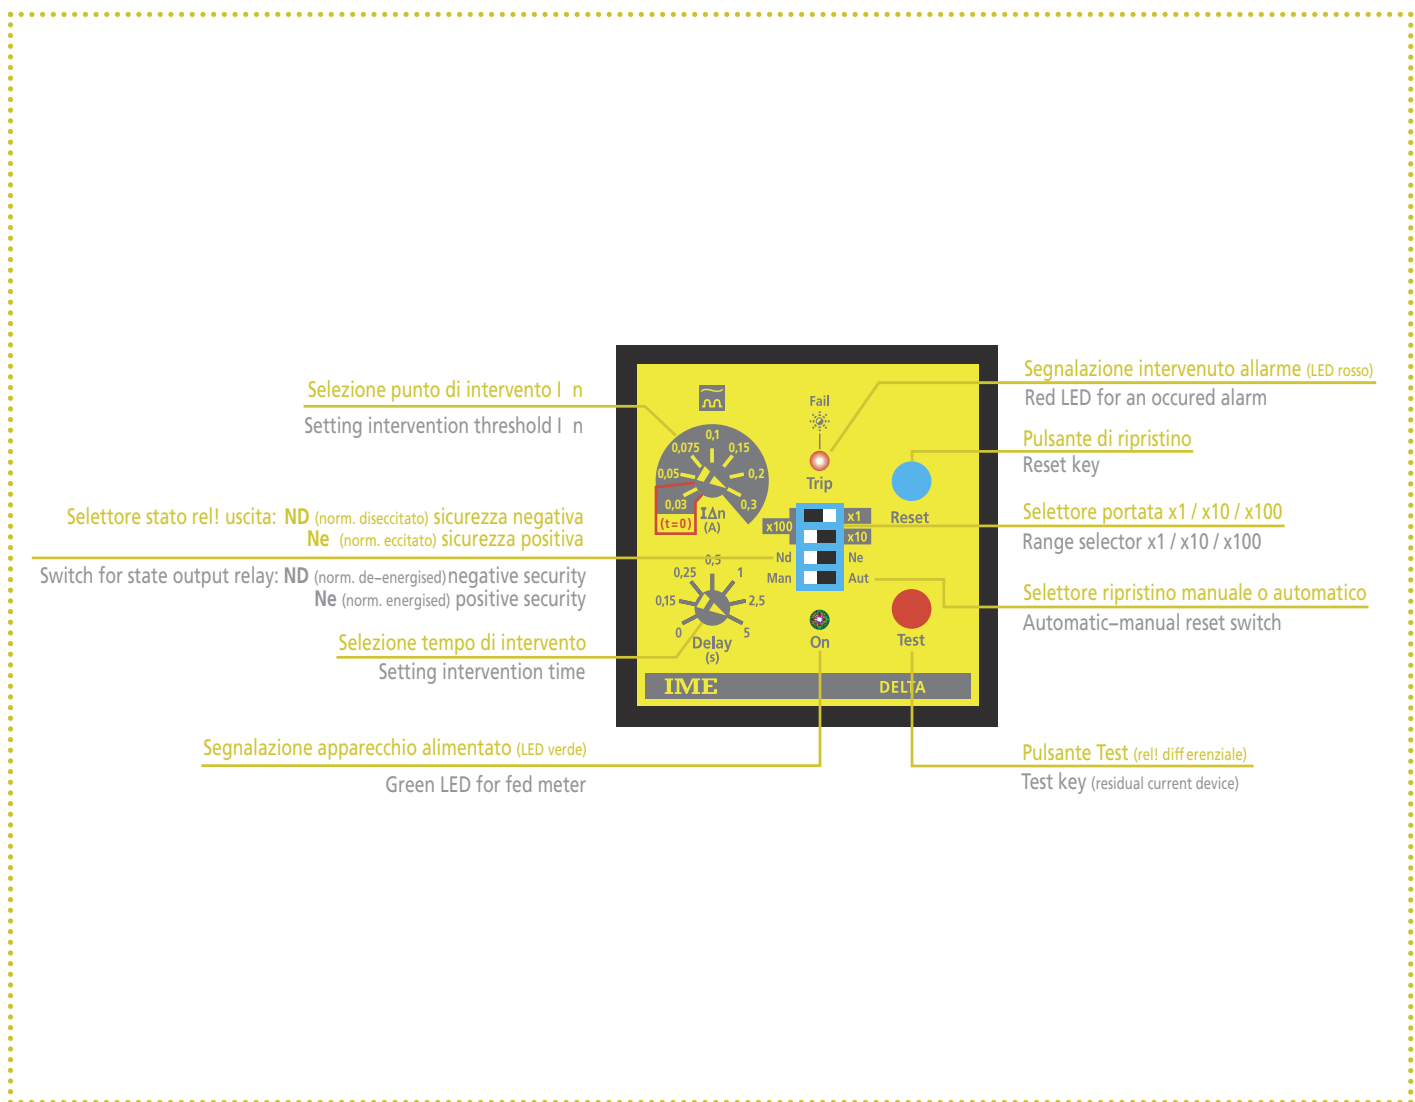 Selezione punto di intervento I n
Setting intervention threshold I n
Selettore stato rel! uscita: ND (norm. diseccitato) sicurezza negativa
Ne (norm. eccitato) sicurezza positiva
Switch for state output relay: ND (norm. de-energised) negative security
Ne (norm. energised) positive security
Selezione tempo di intervento
Setting intervention time
Segnalazione apparecchio alimentato (LED verde)
Green LED for fed meter
0,1
0,075
0,15
0,05
0,2
0,03
0,3
(t=0)
IΔn
(A)
Fail
Trip
Reset
x1
x100
x10
Nd
Ne
Man
Aut
0,5
0,25
1
0,15
2,5
0
5
Delay
(s)
On
Test
IME
DELTA
Segnalazione intervenuto allarme (LED rosso)
Red LED for an occured alarm
Pulsante di ripristino
Reset key
Selettore portata x1 / x10 / x100
Range selector x1 / x10 / x100
Selettore ripristino manuale o automatico
Automatic-manual reset switch
Pulsante Test (rel! diff erenziale)
Test key (residual current device)